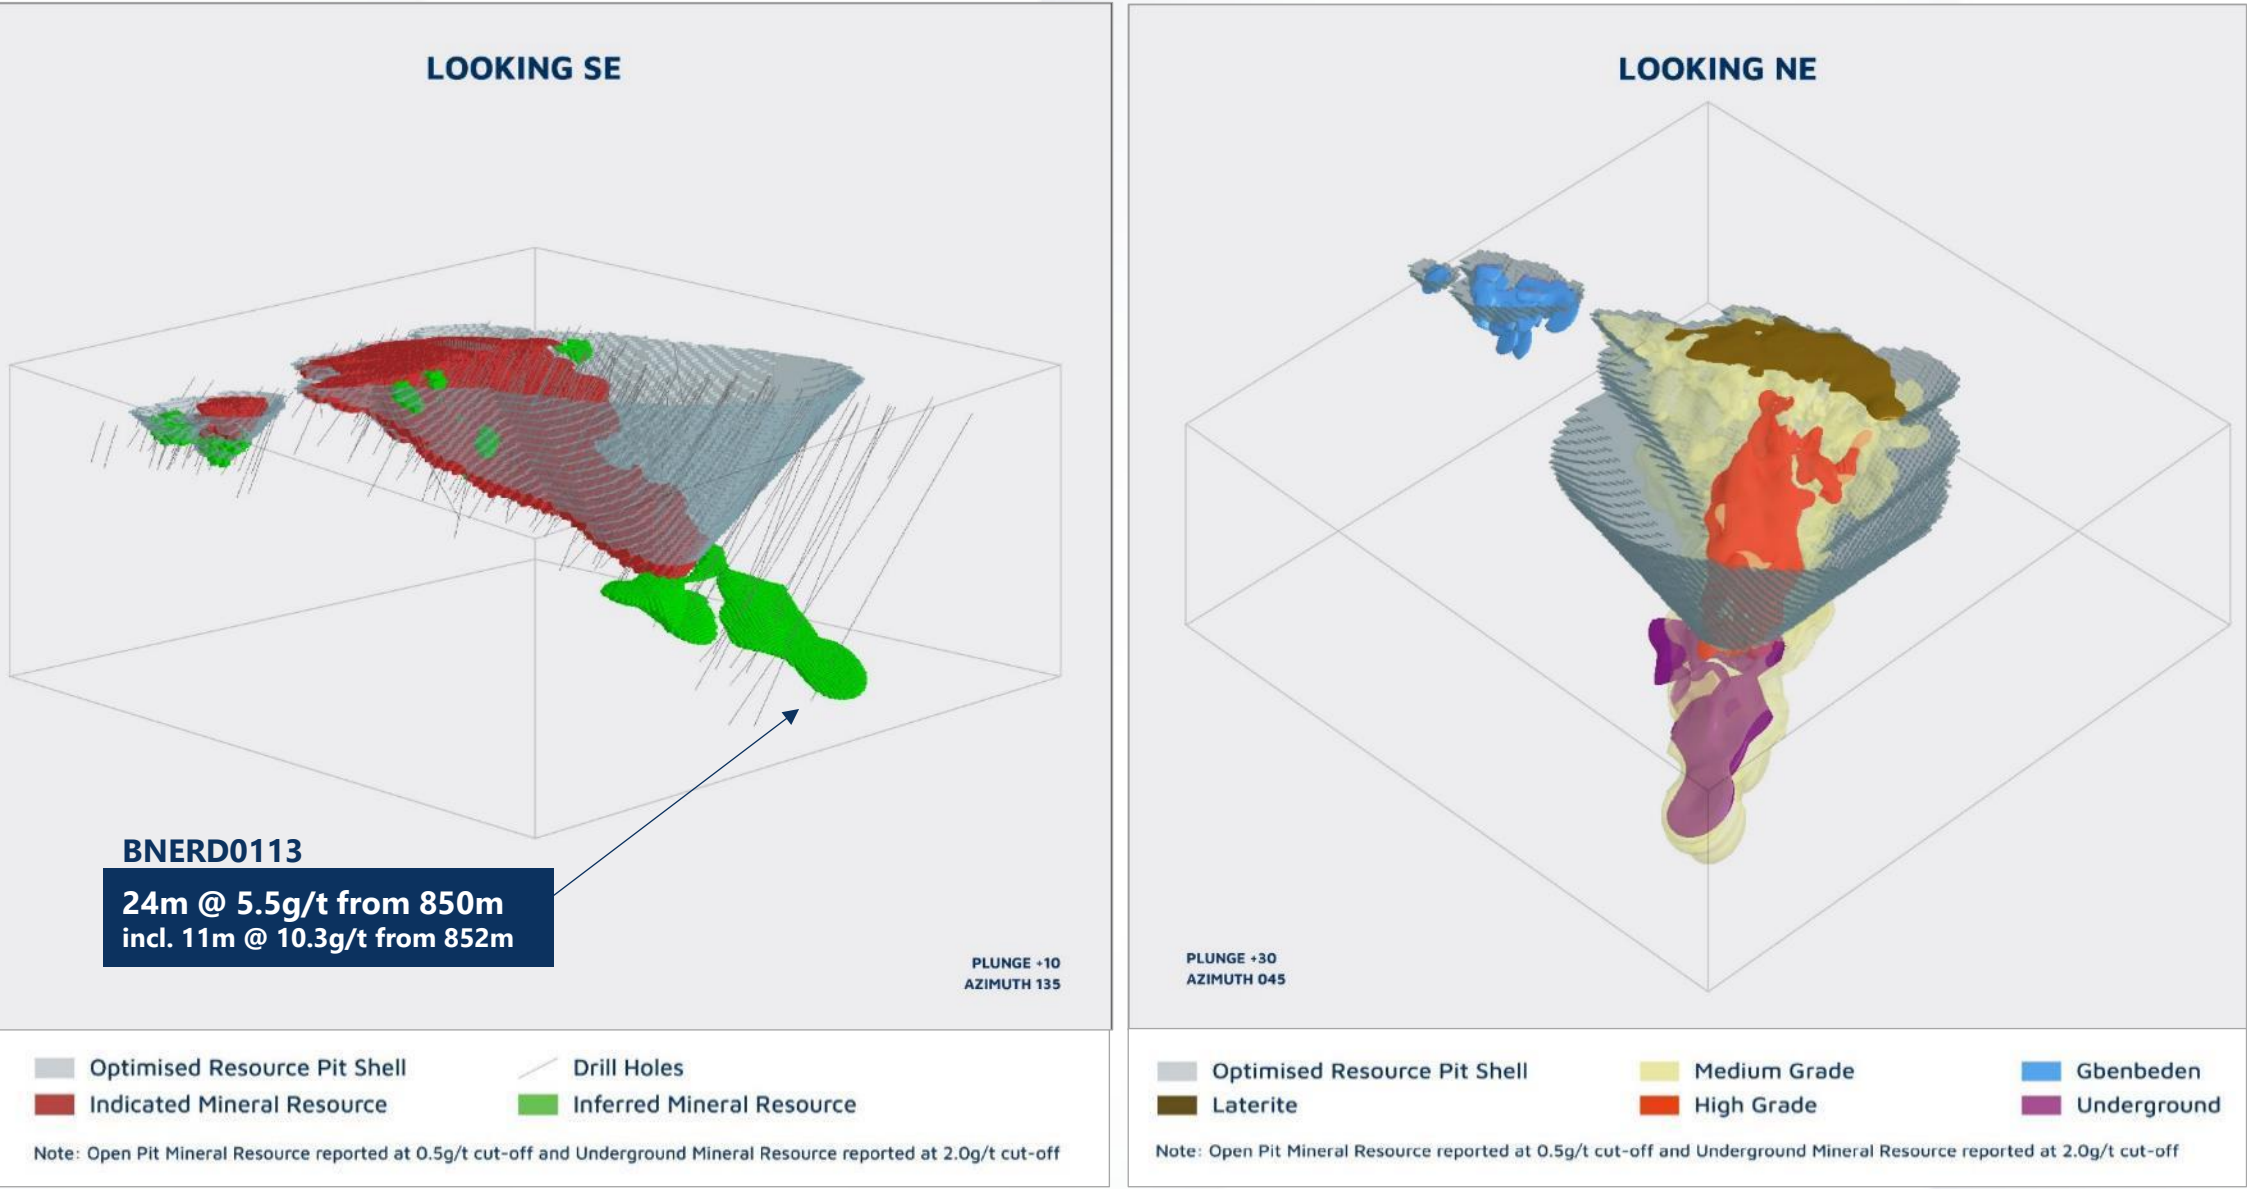 LOOKING SE
BNERD0113
24m @ 5.5g/t from 850m
incl. 11m @ 10.3g/t from 852m
PLUNGE +10
AZIMUTH 135
Optimised Resource Pit Shell
Drill Holes
Indicated Mineral Resource
Inferred Mineral Resource
Note: Open Pit Mineral Resource reported at 0.5g/t cut-off and Underground Mineral Resource reported at 2.0g/t cut-off
LOOKING NE
PLUNGE +30
AZIMUTH 045
Optimised Resource Pit Shell
Medium Grade
Gbenbeden
Laterite
High Grade
Underground
Note: Open Pit Mineral Resource reported at 0.5g/t cut-off and Underground Mineral Resource reported at 2.0g/t cut-off